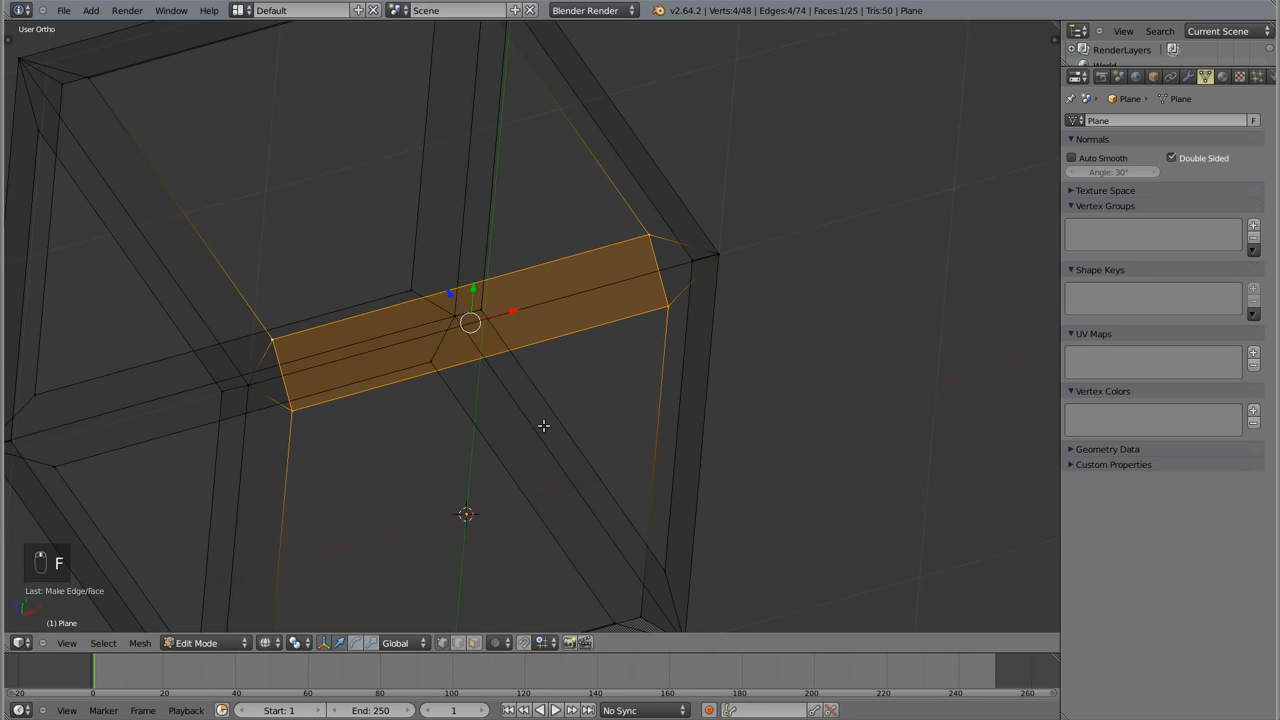 File Add Render Window Help Default Scene Blender Render v2.64.2 | Verts:4/48 | Edges:4/74 | Faces:1/25 | Tris:50 | Plane
User Ortho
View Search Current Scene
RenderLayers
Plane Plane
Plane F
Normals
Auto Smooth Double Sided
Angle: 30°
Texture Space
Vertex Groups
Shape Keys
UV Maps
Vertex Colors
Geometry Data
Custom Properties
F
Last: Make Edge/Face
(1) Plane
View Select Mesh Edit Mode Global
-20 0 20 40 60 80 100 120 140 160 180 200 220 240 260
View Marker Frame Playback Start: 1 End: 250 1 No Sync